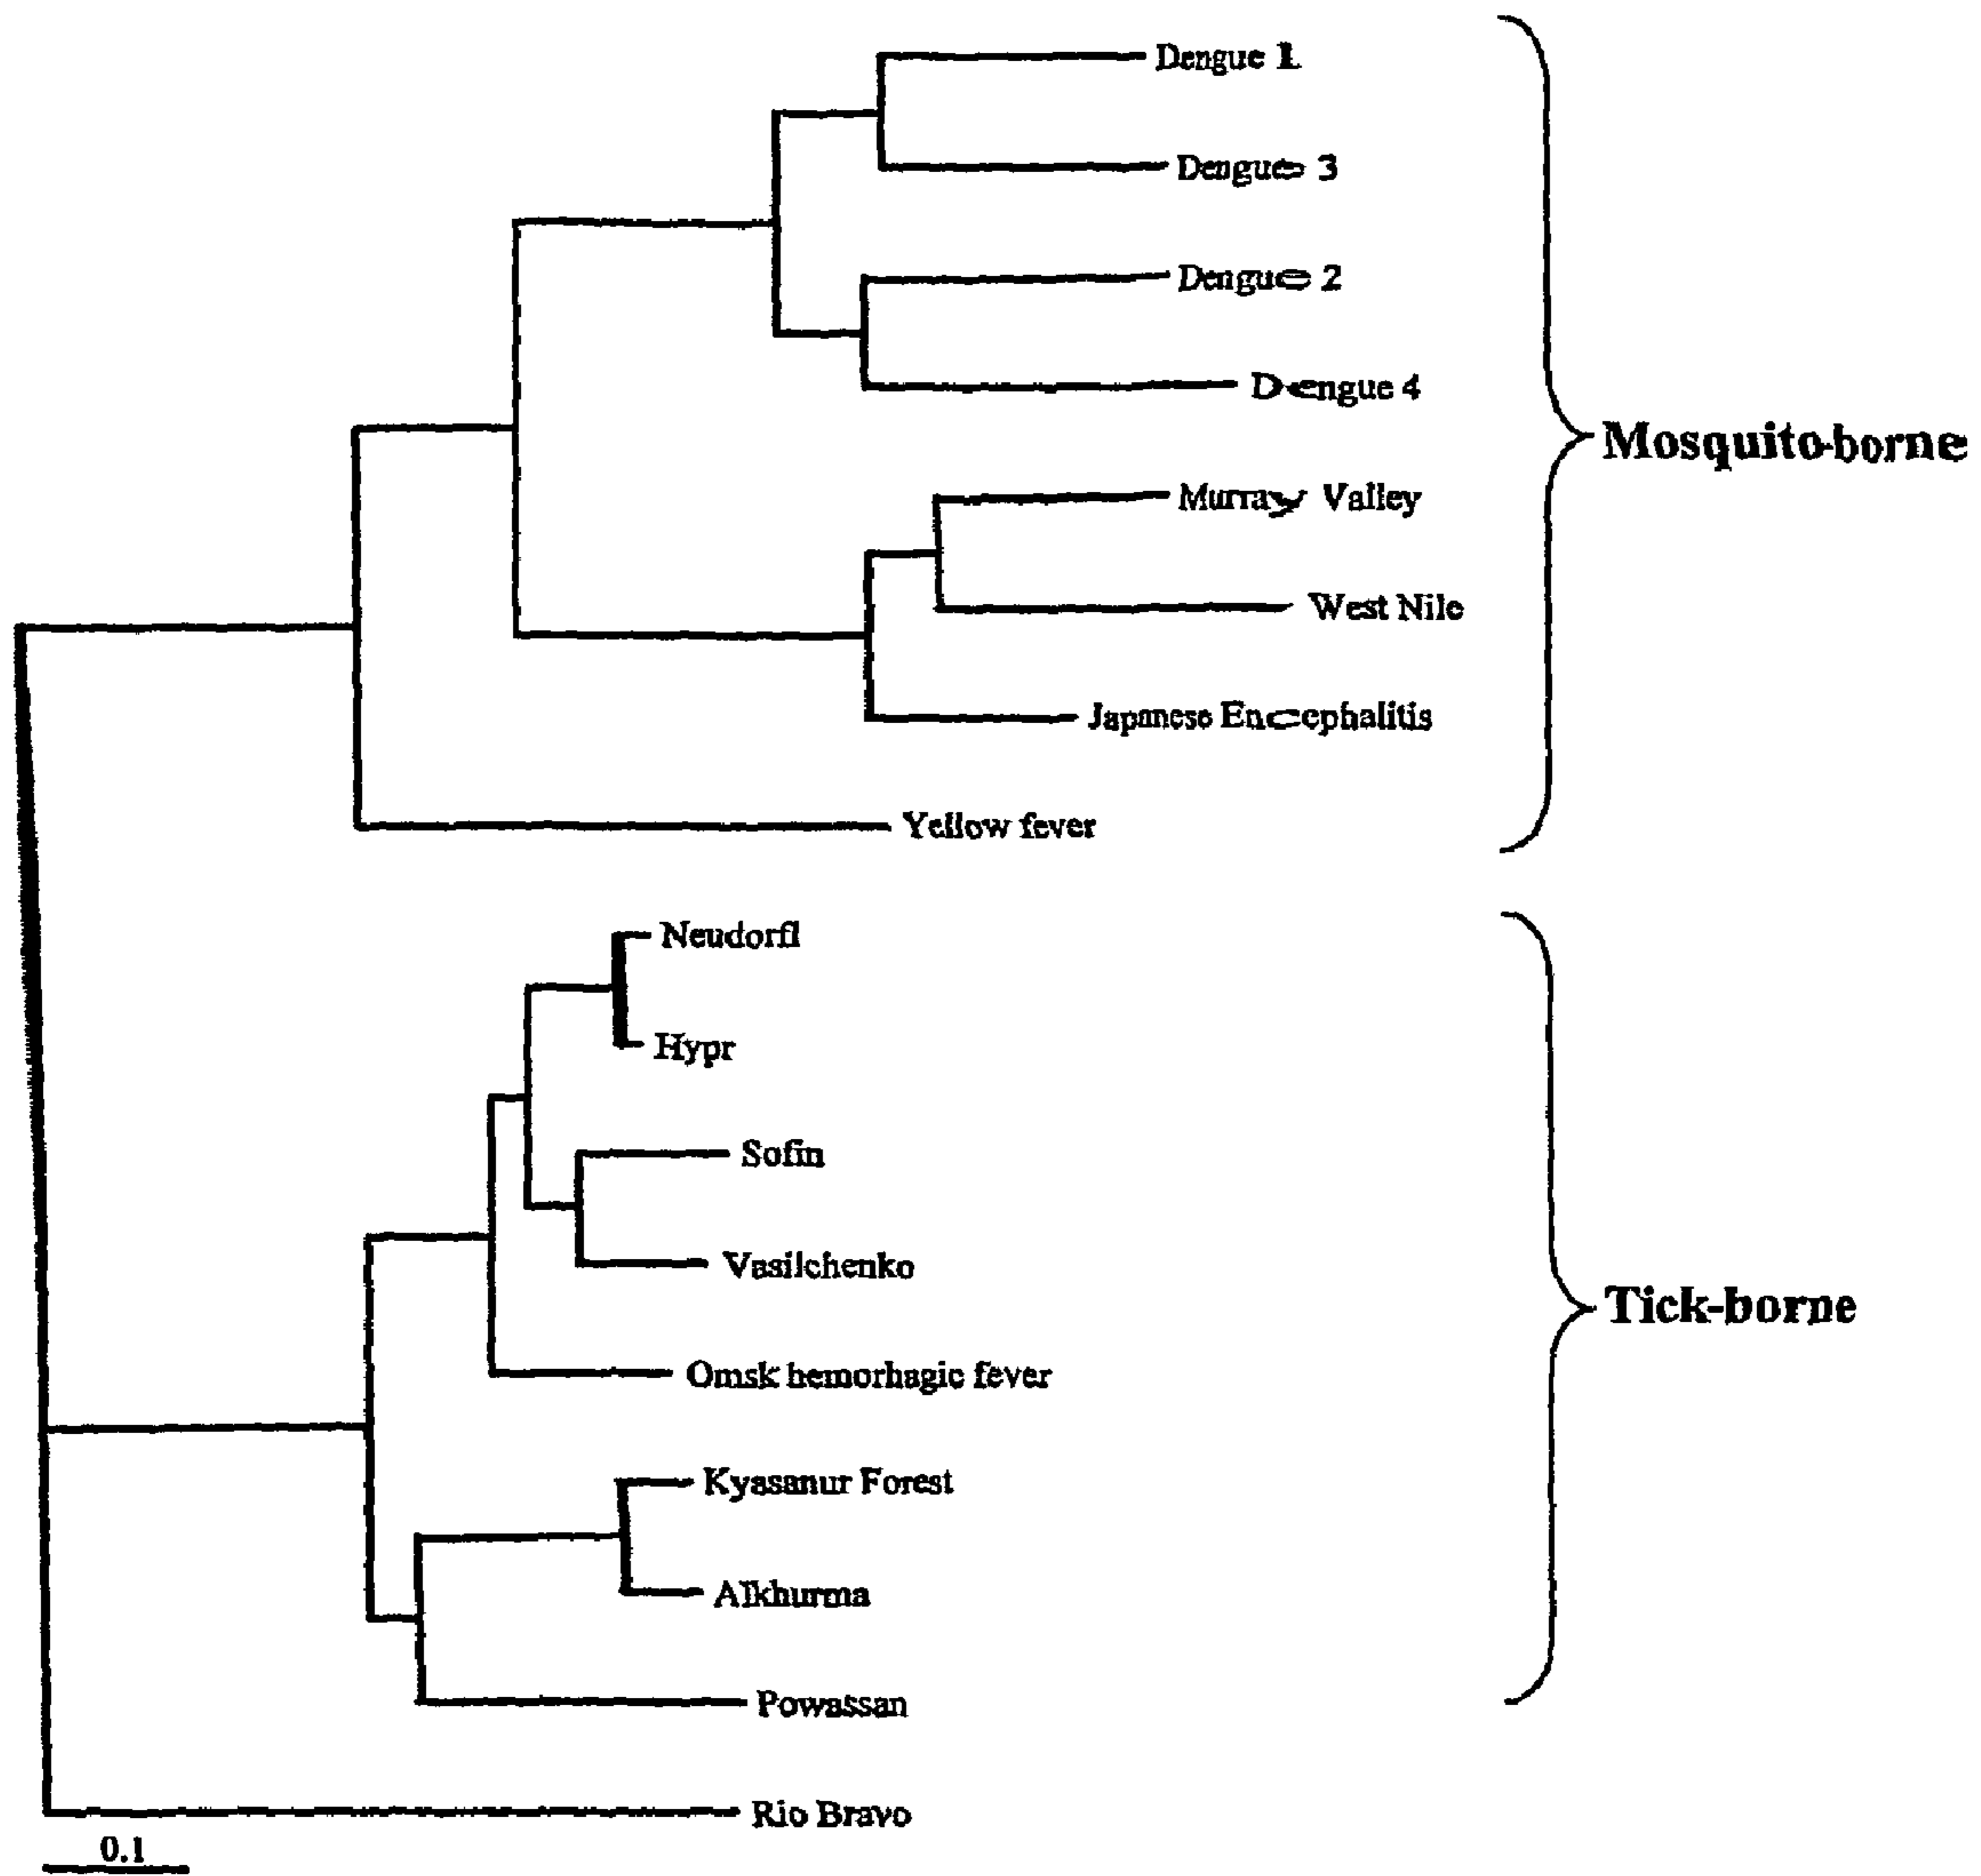 Dengue 1
Dengue 3
Dengue 2
Dengue 4
Mosquito-borne
Murray Valley
West Nile
Japanese Encephalitis
Yellow fever
Neudorfl
Hypr
Sofin
Vasilchenko
Tick-borne
Omsk hemorhagic fever
Kyasanur Forest
Alkhurma
Powassan
Rio Bravo
0.1